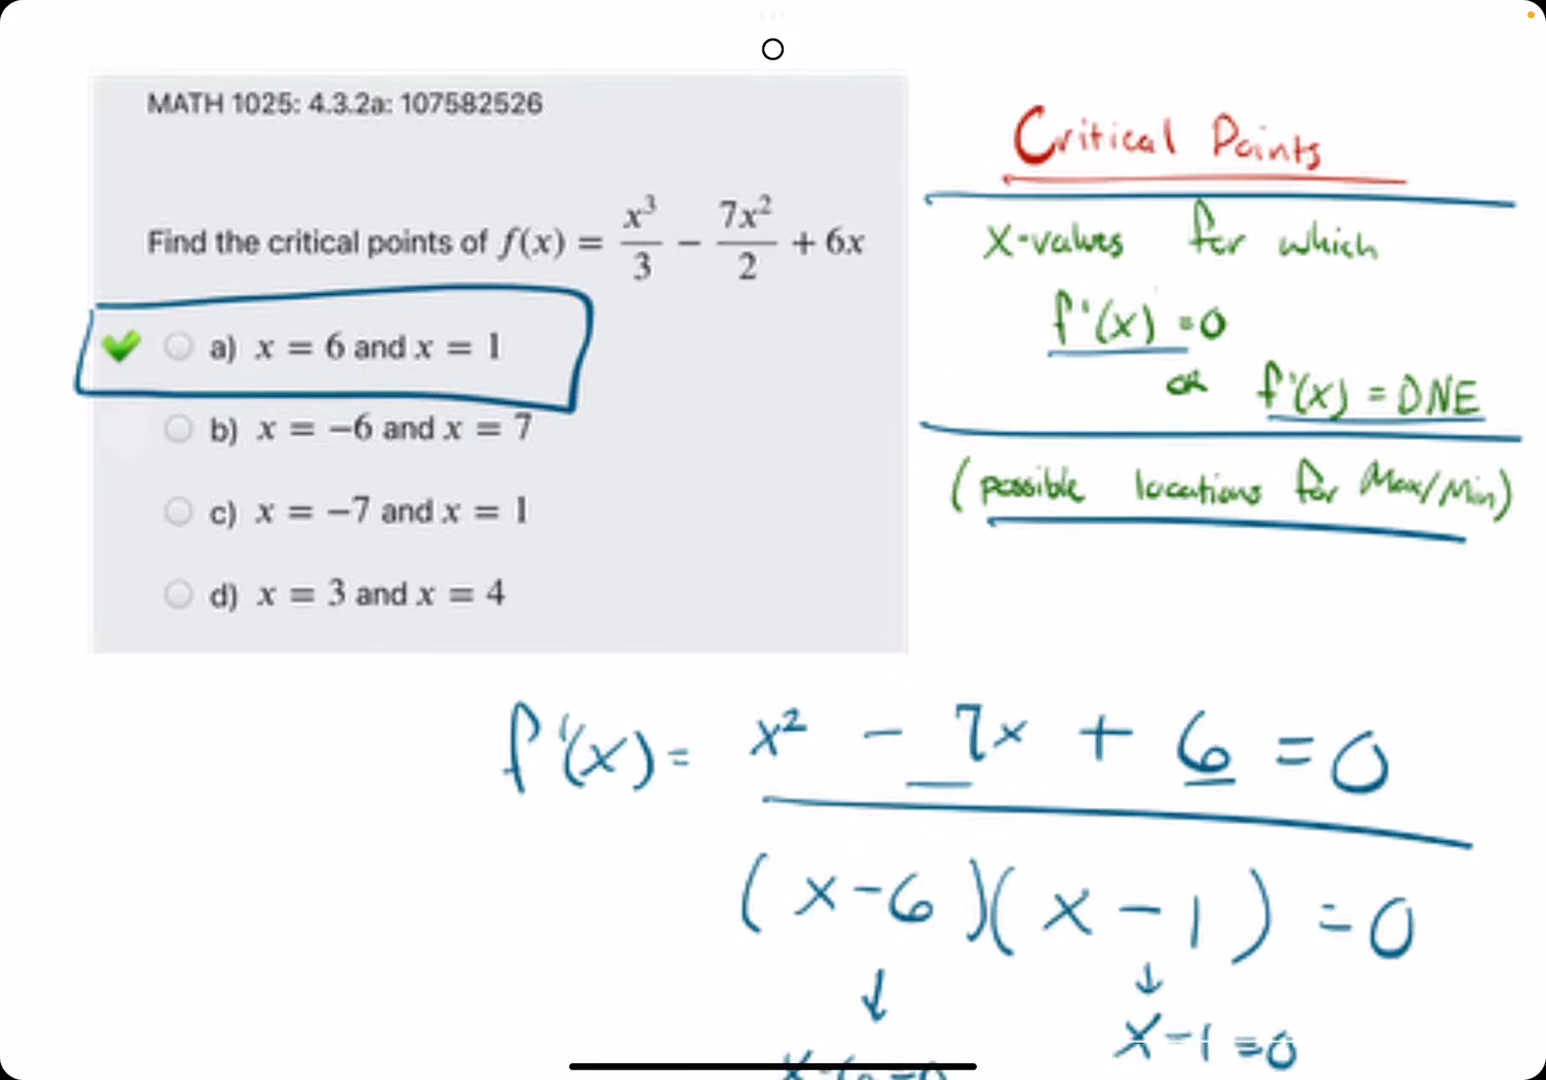 MATH 1025: 4.3.2a: 107582526
Find the critical points of f(x) = x³/3 − 7x²/2 + 6x
a) x = 6 and x = 1
b) x = −6 and x = 7
c) x = −7 and x = 1
d) x = 3 and x = 4
Critical Points
X-values for which
f'(x) = 0
OR f'(x) = DNE
(possible locations for Max/Min)
f'(x) = x² − 7x + 6 = 0
(x-6)(x-1) = 0
x-1=0
x-6=0